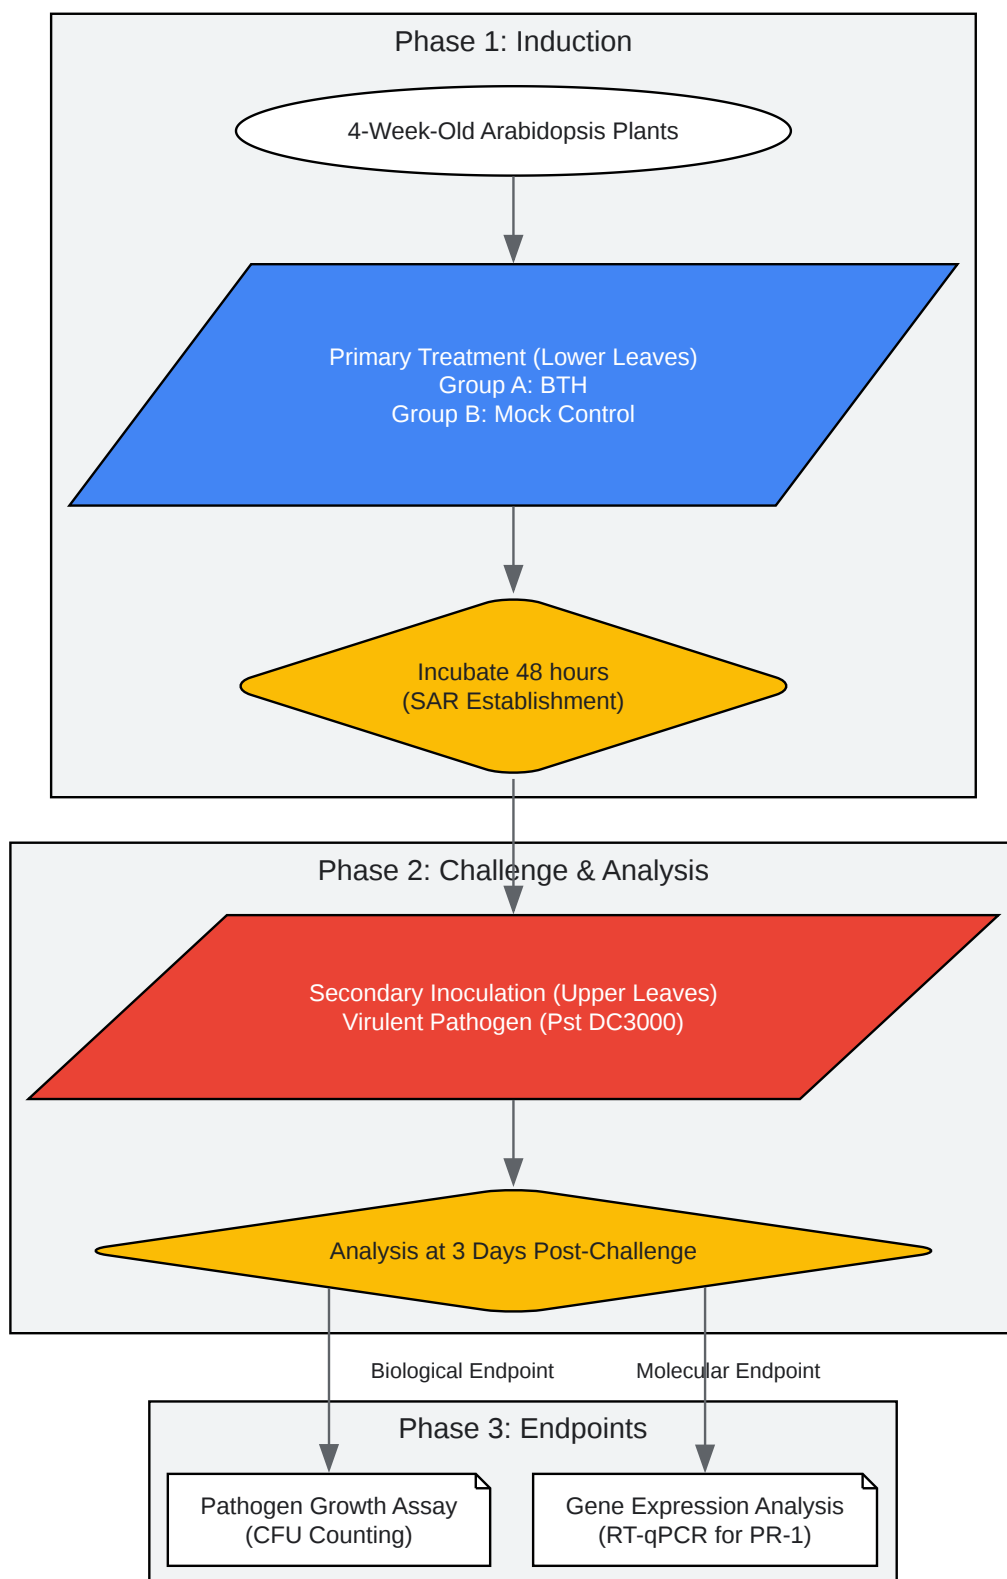 Phase 1: Induction
4-Week-Old Arabidopsis Plants
Primary Treatment (Lower Leaves)
Group A: BTH
Group B: Mock Control
Incubate 48 hours
(SAR Establishment)
Phase 2: Challenge & Analysis
Secondary Inoculation (Upper Leaves)
Virulent Pathogen (Pst DC3000)
Analysis at 3 Days Post-Challenge
Biological Endpoint
Molecular Endpoint
Phase 3: Endpoints
Pathogen Growth Assay
(CFU Counting)
Gene Expression Analysis
(RT-qPCR for PR-1)